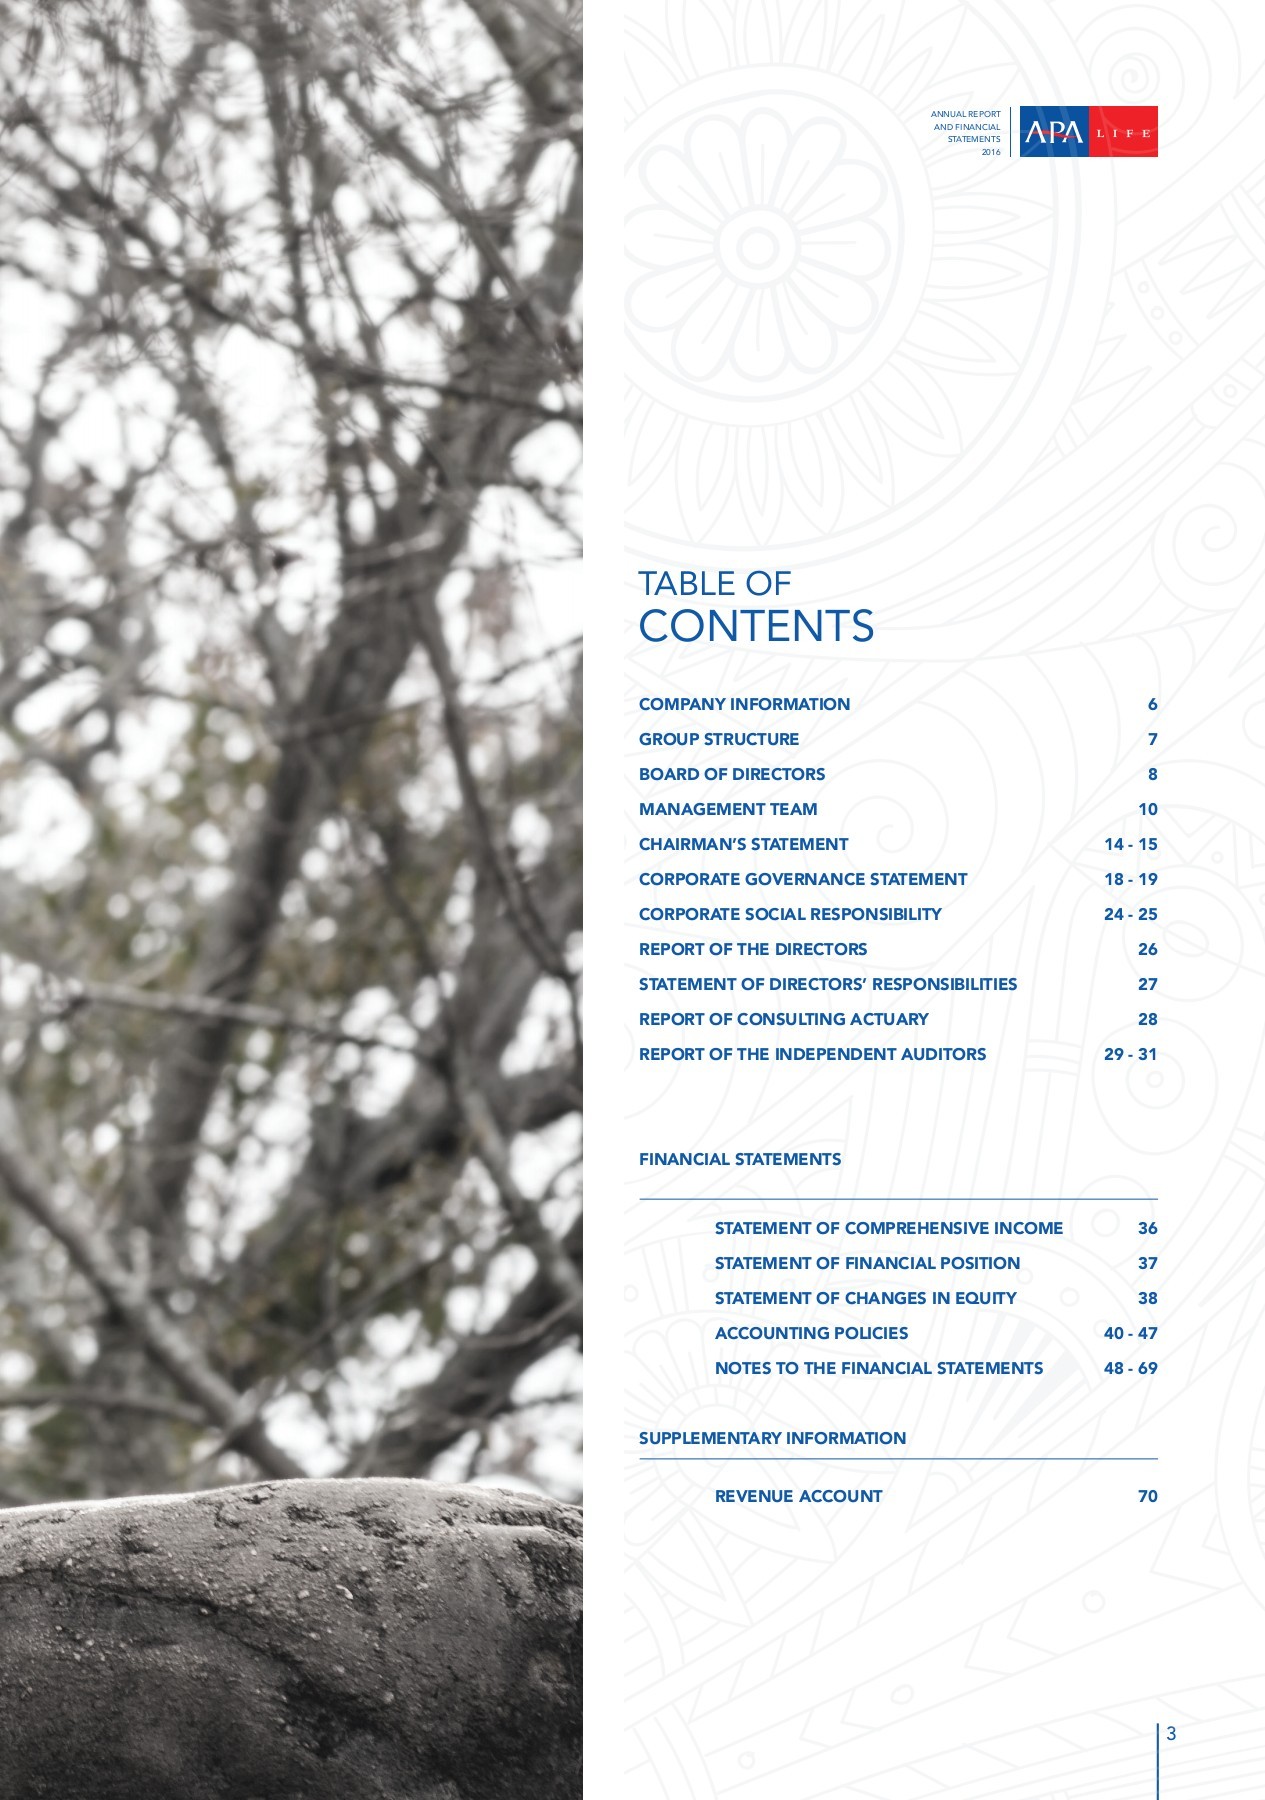 ANNUAL REPORT
AND FINANCIAL
STATEMENTS
2016
APA LIFE
TABLE OF
CONTENTS
COMPANY INFORMATION 6
GROUP STRUCTURE 7
BOARD OF DIRECTORS 8
MANAGEMENT TEAM 10
CHAIRMAN’S STATEMENT 14 - 15
CORPORATE GOVERNANCE STATEMENT 18 - 19
CORPORATE SOCIAL RESPONSIBILITY 24 - 25
REPORT OF THE DIRECTORS 26
STATEMENT OF DIRECTORS’ RESPONSIBILITIES 27
REPORT OF CONSULTING ACTUARY 28
REPORT OF THE INDEPENDENT AUDITORS 29 - 31
FINANCIAL STATEMENTS
STATEMENT OF COMPREHENSIVE INCOME 36
STATEMENT OF FINANCIAL POSITION 37
STATEMENT OF CHANGES IN EQUITY 38
ACCOUNTING POLICIES 40 - 47
NOTES TO THE FINANCIAL STATEMENTS 48 - 69
SUPPLEMENTARY INFORMATION
REVENUE ACCOUNT 70
3